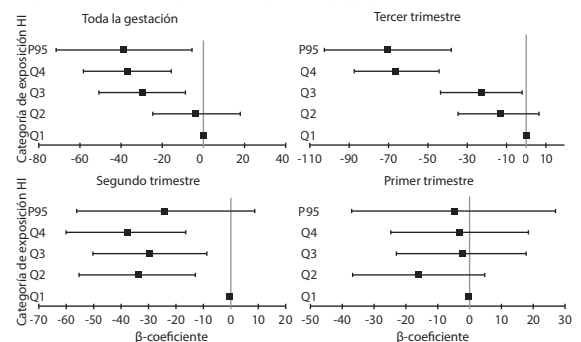 Toda la gestación
Tercer trimestre
Categoría de exposición HI
P95
Q4
Q3
Q2
Q1
-80 -60 -40 -20 0 20 40
P95
Q4
Q3
Q2
Q1
-110 -90 -70 -50 -30 -10 0 10
Segundo trimestre
Primer trimestre
Categoría de exposición HI
P95
Q4
Q3
Q2
Q1
-70 -60 -50 -40 -30 -20 -10 0 10 20
β-coeficiente
P95
Q4
Q3
Q2
Q1
-50 -40 -30 -20 -10 0 10 20 30
β-coeficiente